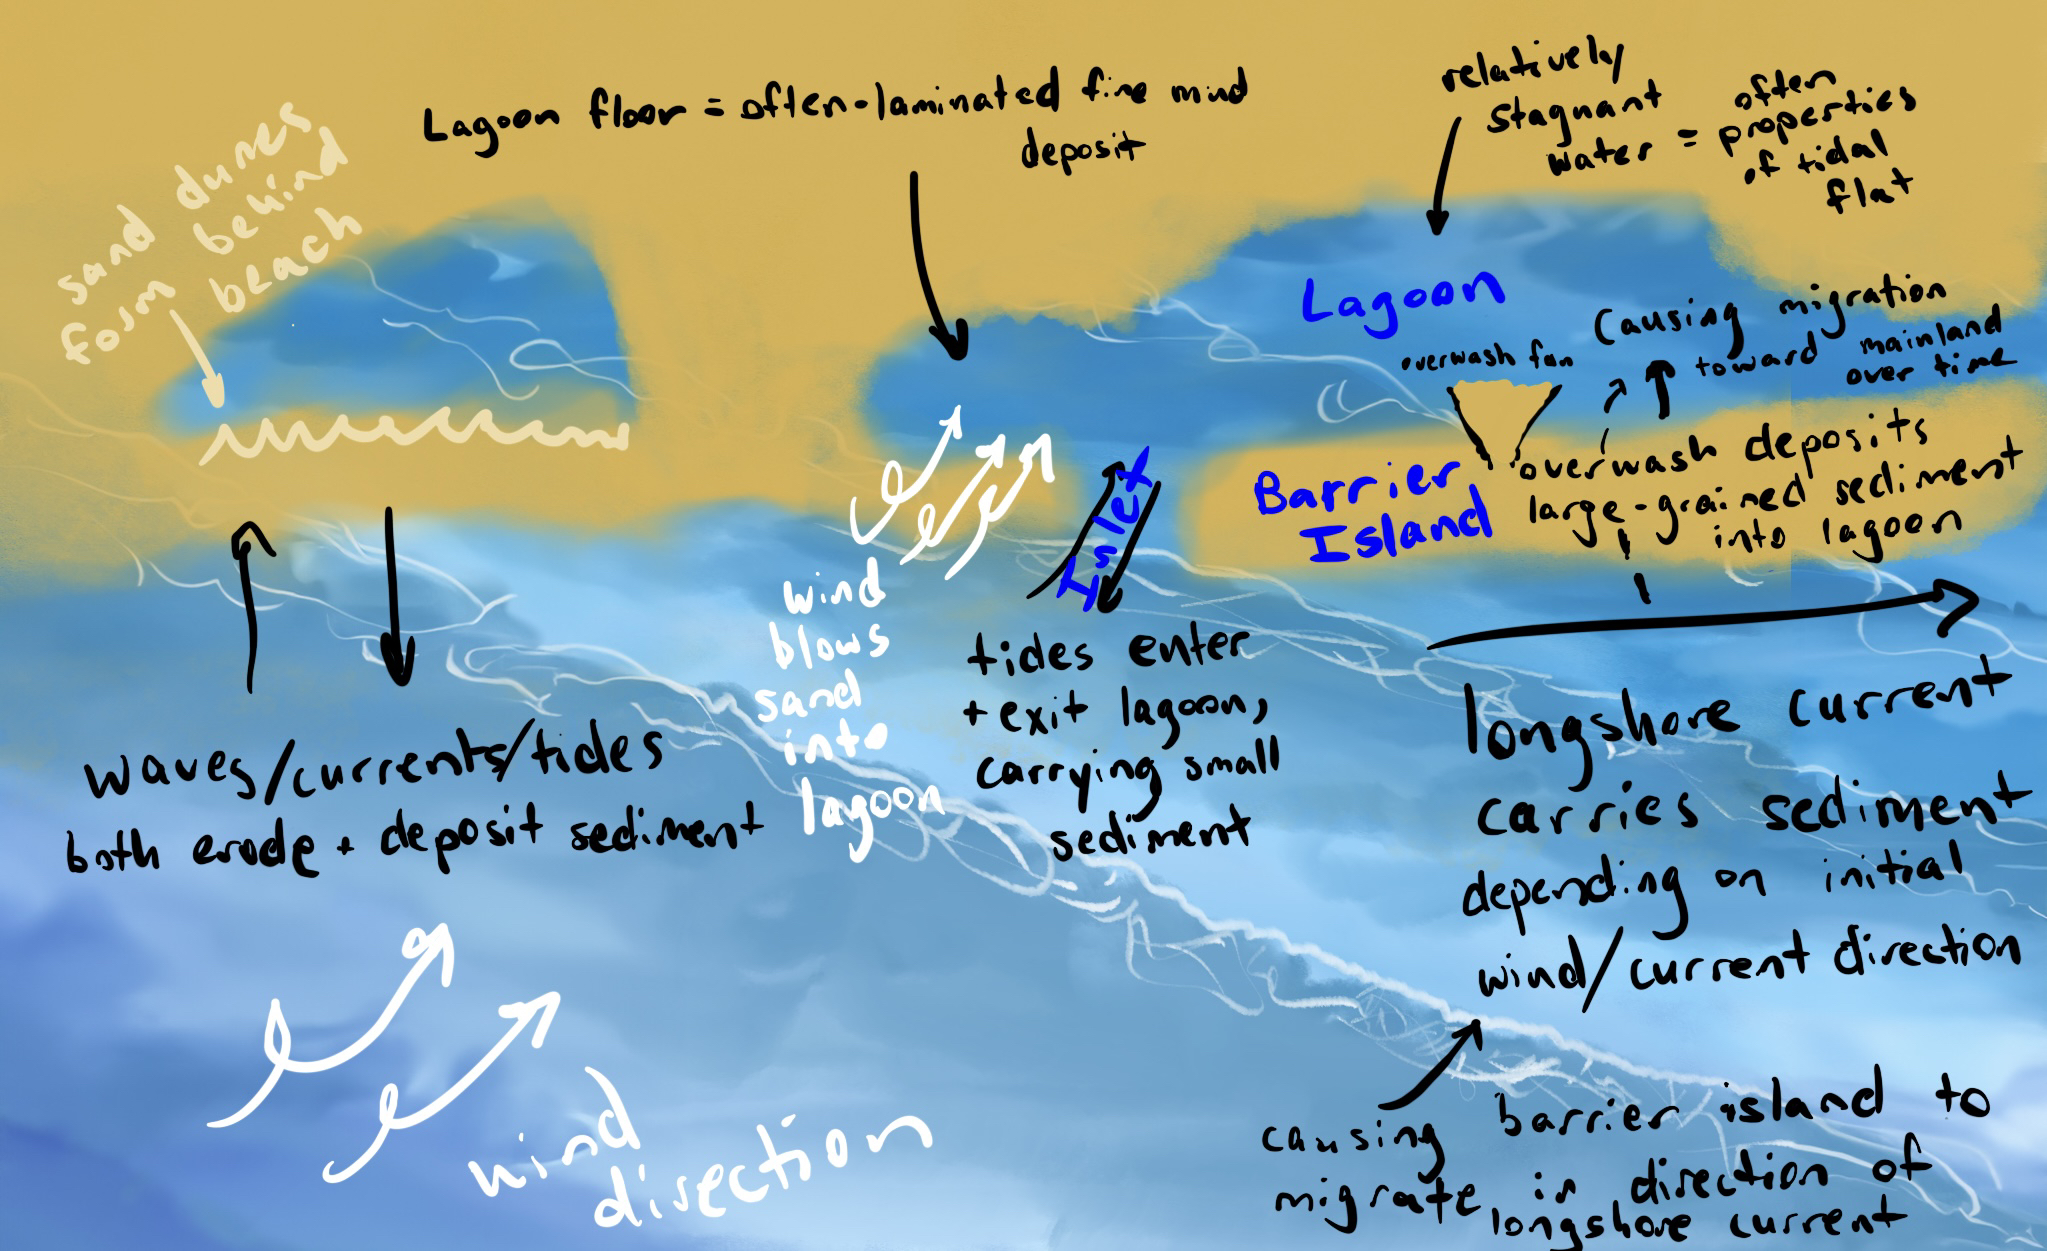 sand dunes
form behind
beach
Lagoon floor = often-laminated fine mud
deposit
relatively
stagnant
water = often
properties
of tidal
flat
Lagoon
overwash fan
Causing migration
toward mainland
over time
Barrier
Island
overwash deposits
large-grained sediment
into lagoon
Islet
wind
blows
sand
into
lagoon
tides enter
+ exit lagoon,
carrying small
sediment
waves/currents/tides
both erode + deposit sediment
longshore current
carries sediment
depending on initial
wind/current direction
causing barrier island to
migrate in direction of
longshore current
wind
direction